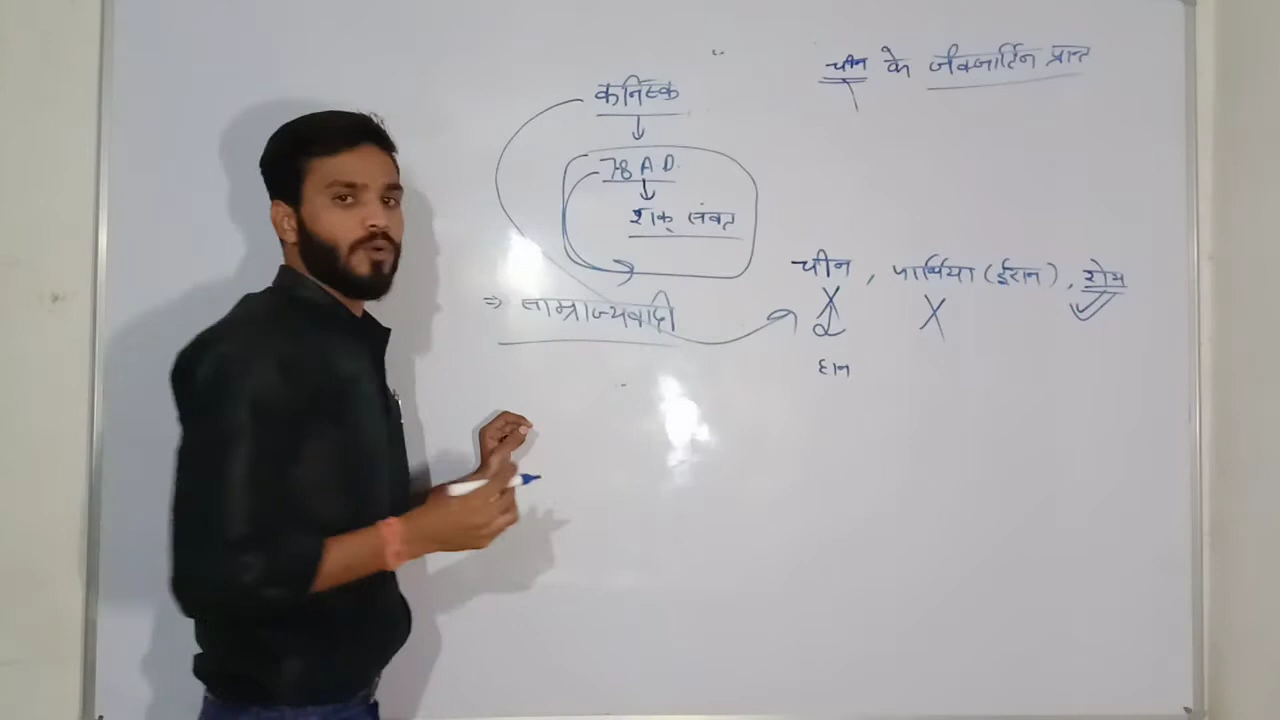 चीन के जॅक्जार्टिन प्रान्त
कनिस्क
78 A D.
शक् संवत
चीन , पार्थिया (ईरान) , रोम
⇒ साम्राज्यवादी
हान